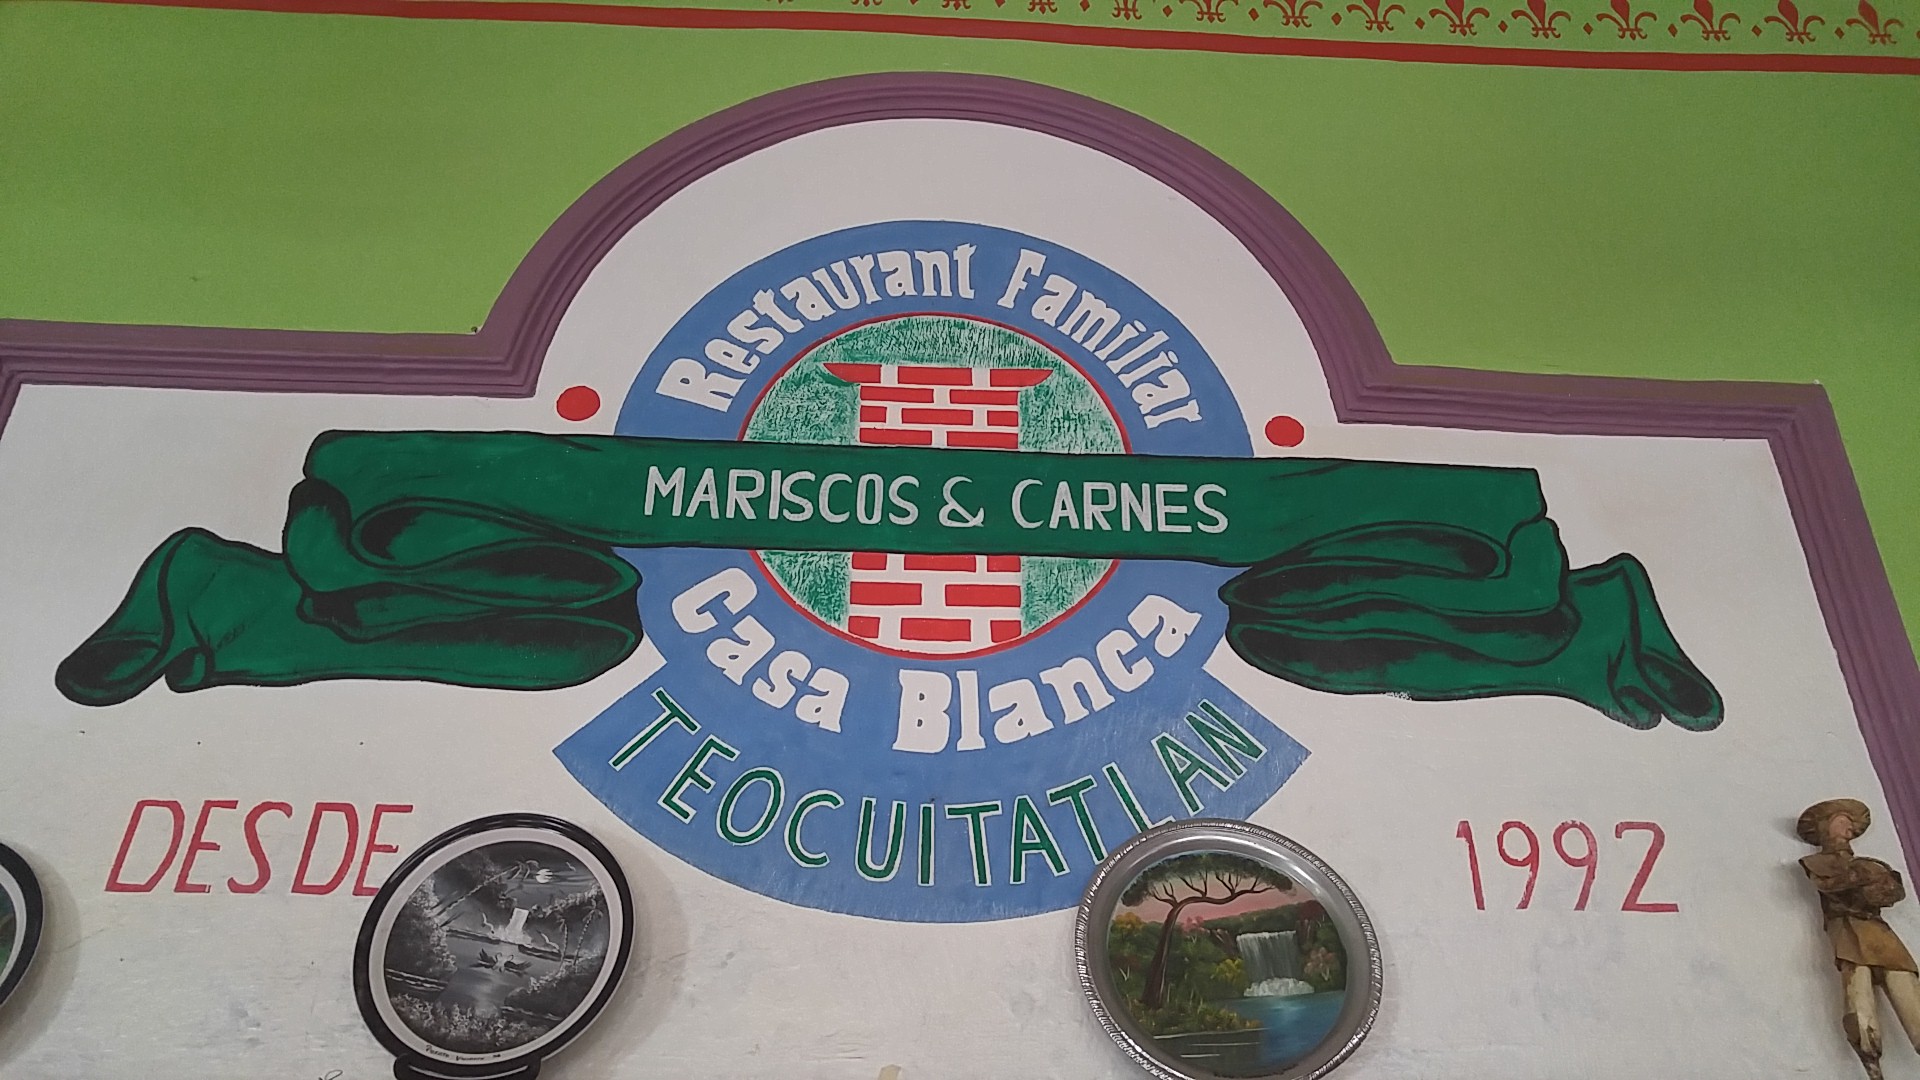 Restaurant Familiar
MARISCOS & CARNES
Casa Blanca
TEOCUITATLAN
DESDE
1992